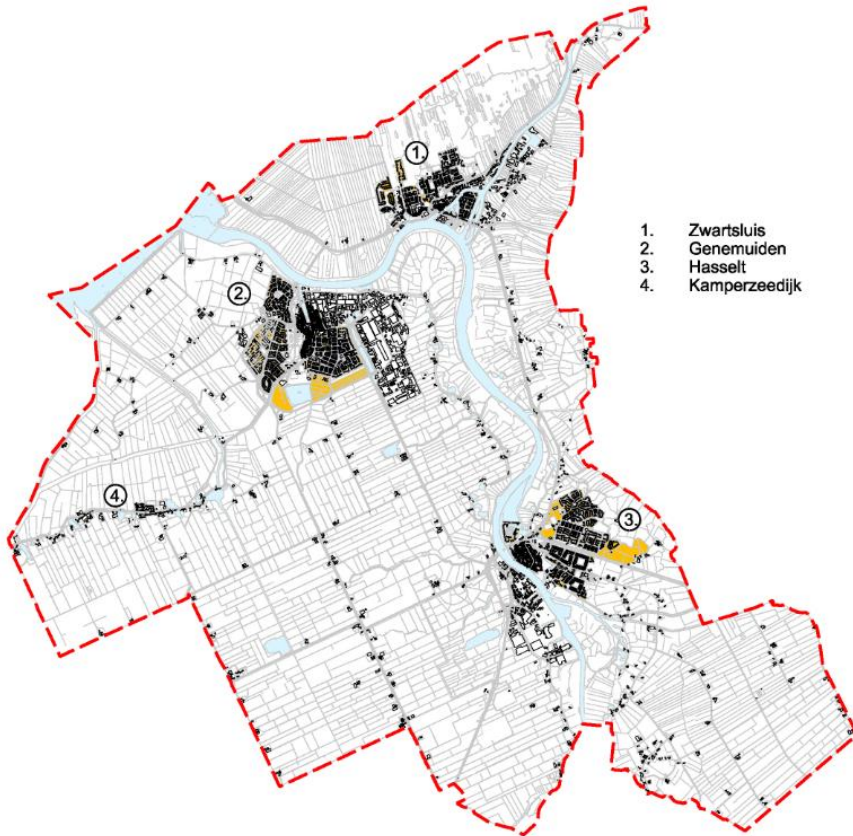 1.
2.
3.
4.
1. Zwartsluis
2. Genemuiden
3. Hasselt
4. Kamperzeedijk